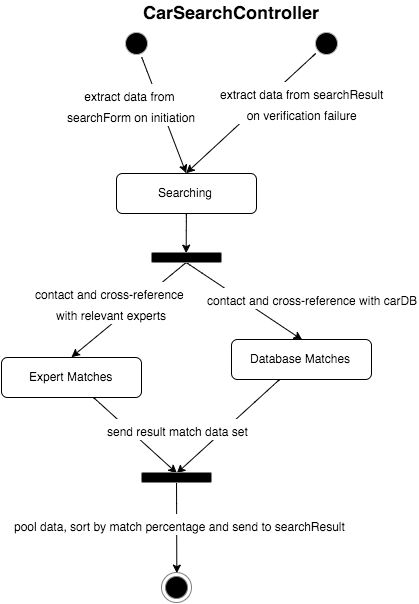 CarSearchController
extract data from
searchForm on initiation
extract data from searchResult
on verification failure
Searching
contact and cross-reference
with relevant experts
contact and cross-reference with carDB
Expert Matches
Database Matches
send result match data set
pool data, sort by match percentage and send to searchResult